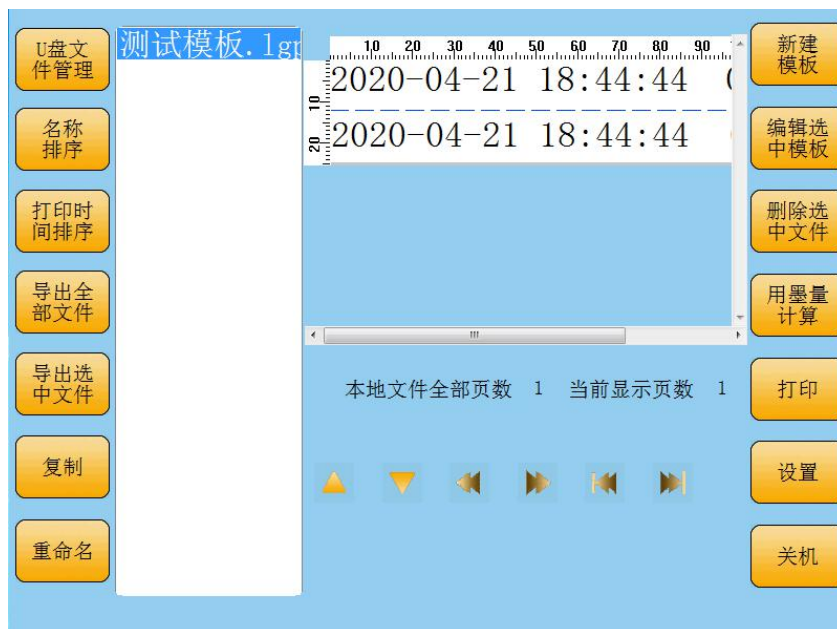 U盘文
件管理
名称
排序
打印时
间排序
导出全
部文件
导出选
中文件
复制
重命名
测试模板.lgp
10 20 30 40 50 60 70 80 90
10
20
2020-04-21 18:44:44
2020-04-21 18:44:44
本地文件全部页数 1 当前显示页数 1
新建
模板
编辑选
中模板
删除选
中文件
用墨量
计算
打印
设置
关机